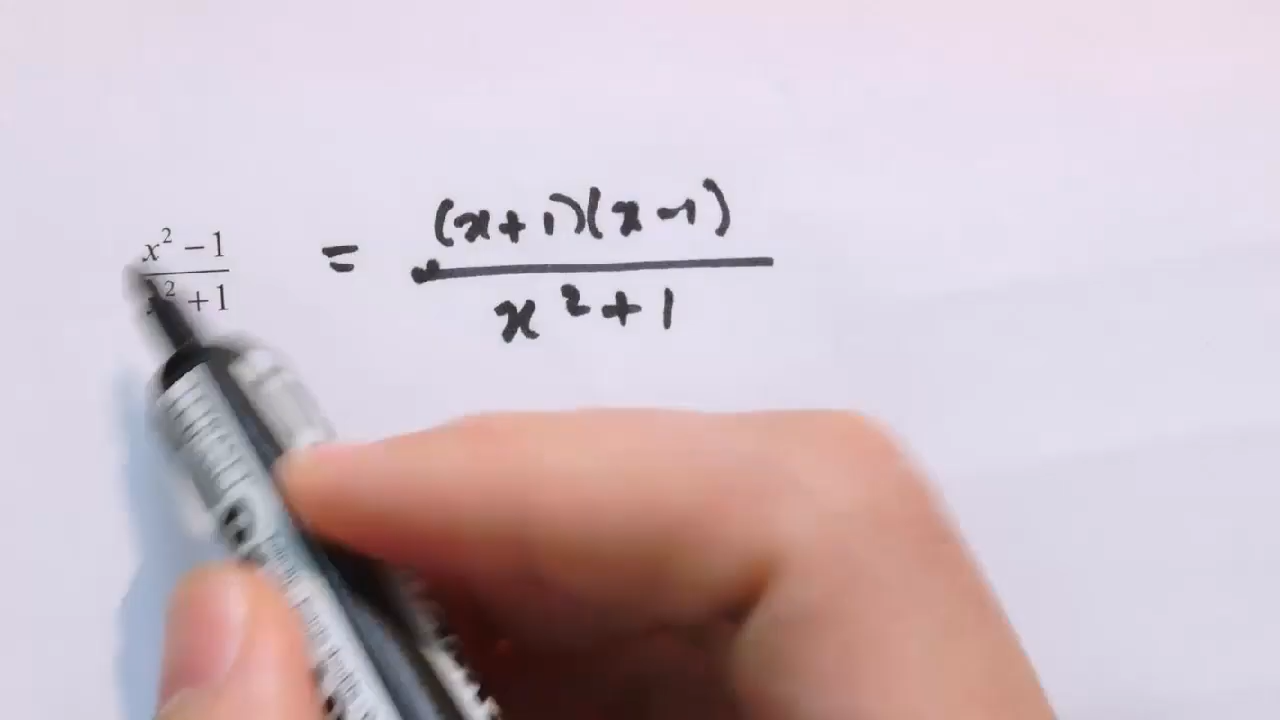 x² − 1 / x² + 1 = (x+1)(x-1) / x² + 1